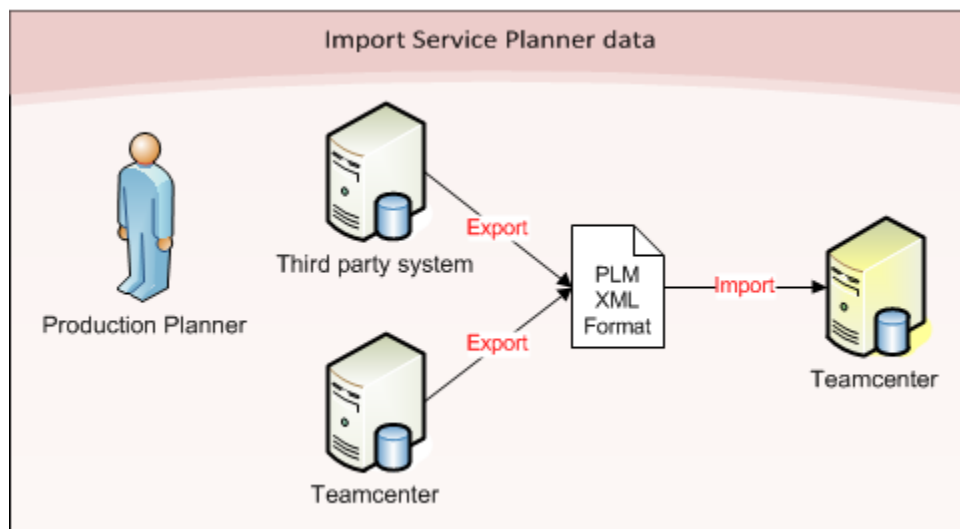 Import Service Planner data
Export
Third party system
PLM
XML
Format
Import
Production Planner
Export
Teamcenter
Teamcenter